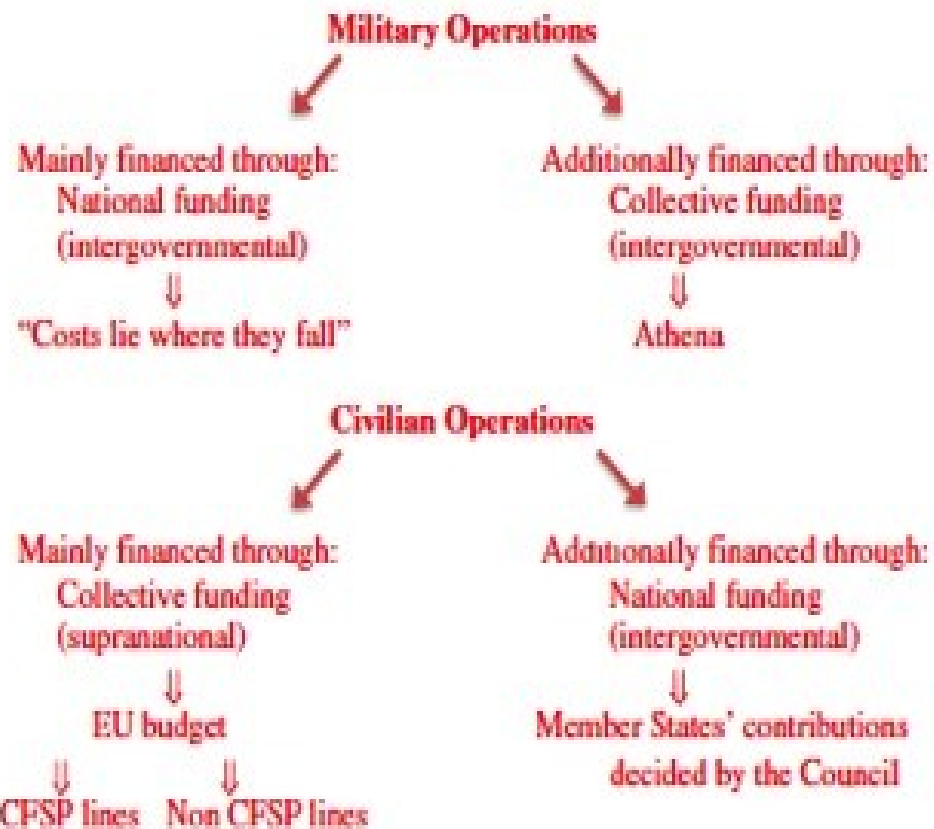 Military Operations
Mainly financed through:
National funding
(intergovernmental)
⇓
"Costs lie where they fall"
Additionally financed through:
Collective funding
(intergovernmental)
⇓
Athena
Civilian Operations
Mainly financed through:
Collective funding
(supranational)
⇓
EU budget
⇓ ⇓
CFSP lines Non CFSP lines
Additionally financed through:
National funding
(intergovernmental)
⇓
Member States' contributions
decided by the Council